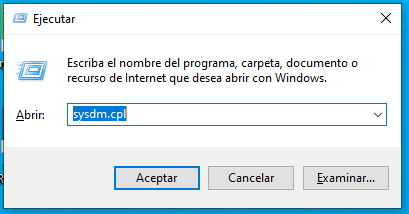 Ejecutar
Escriba el nombre del programa, carpeta, documento o
recurso de Internet que desea abrir con Windows.
Abrir: sysdm.cpl
Aceptar Cancelar Examinar...